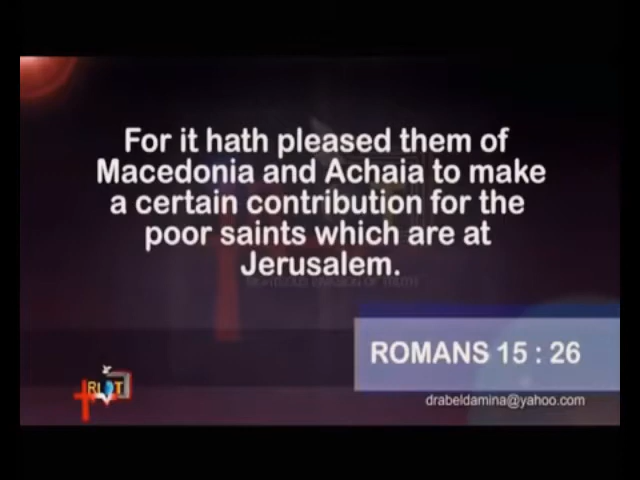 For it hath pleased them of
Macedonia and Achaia to make
a certain contribution for the
poor saints which are at
Jerusalem.
ROMANS 15 : 26
RLDT
drabeldamina@yahoo.com